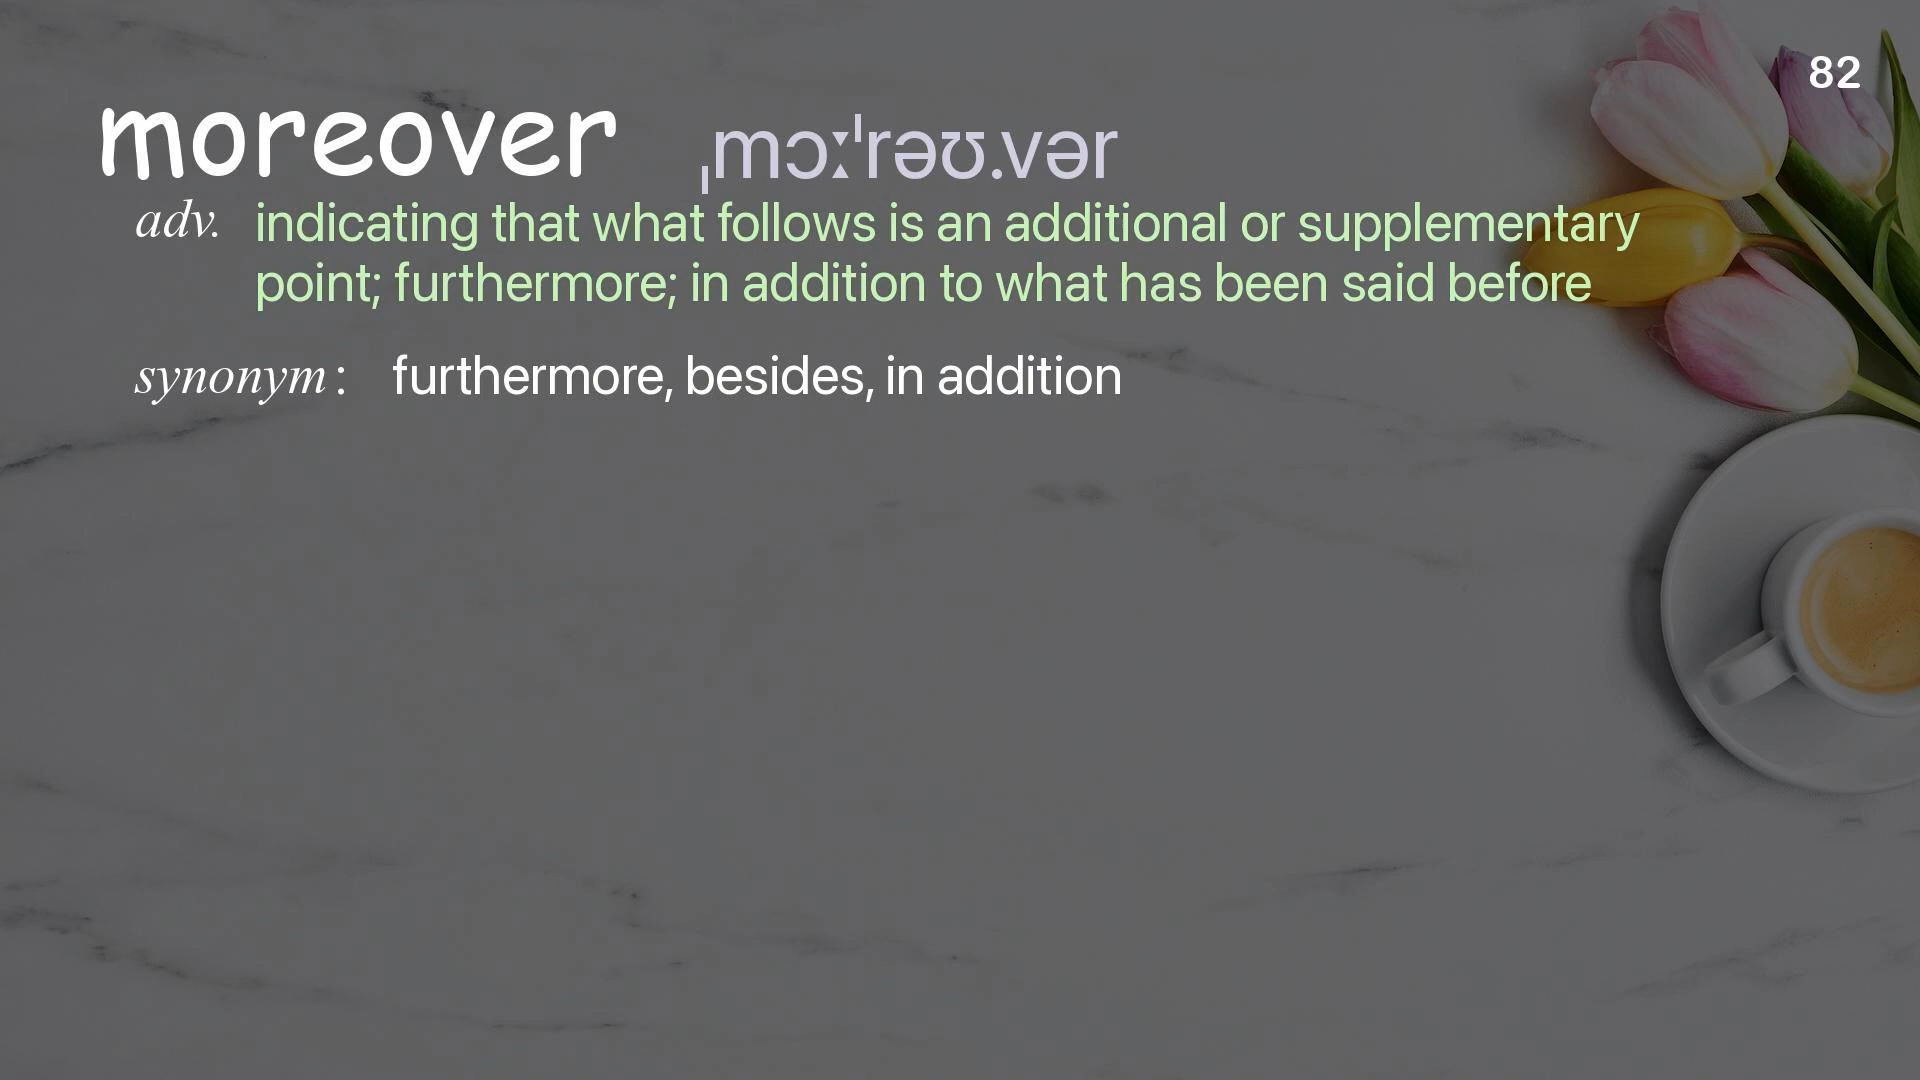 82
moreover ˌmɔːˈrəʊ.vər
adv. indicating that what follows is an additional or supplementary
point; furthermore; in addition to what has been said before
synonym: furthermore, besides, in addition